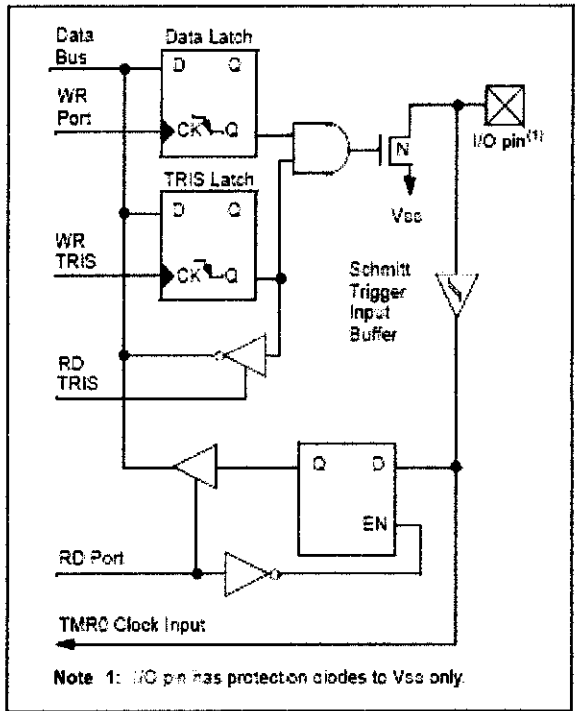 Data Bus
Data Latch
D Q
WR Port
CK Q
N
I/O pin(1)
Vss
TRIS Latch
D Q
WR TRIS
CK Q
Schmitt Trigger Input Buffer
RD TRIS
Q D
EN
RD Port
TMR0 Clock Input
Note 1: I/O pin has protection diodes to Vss only.